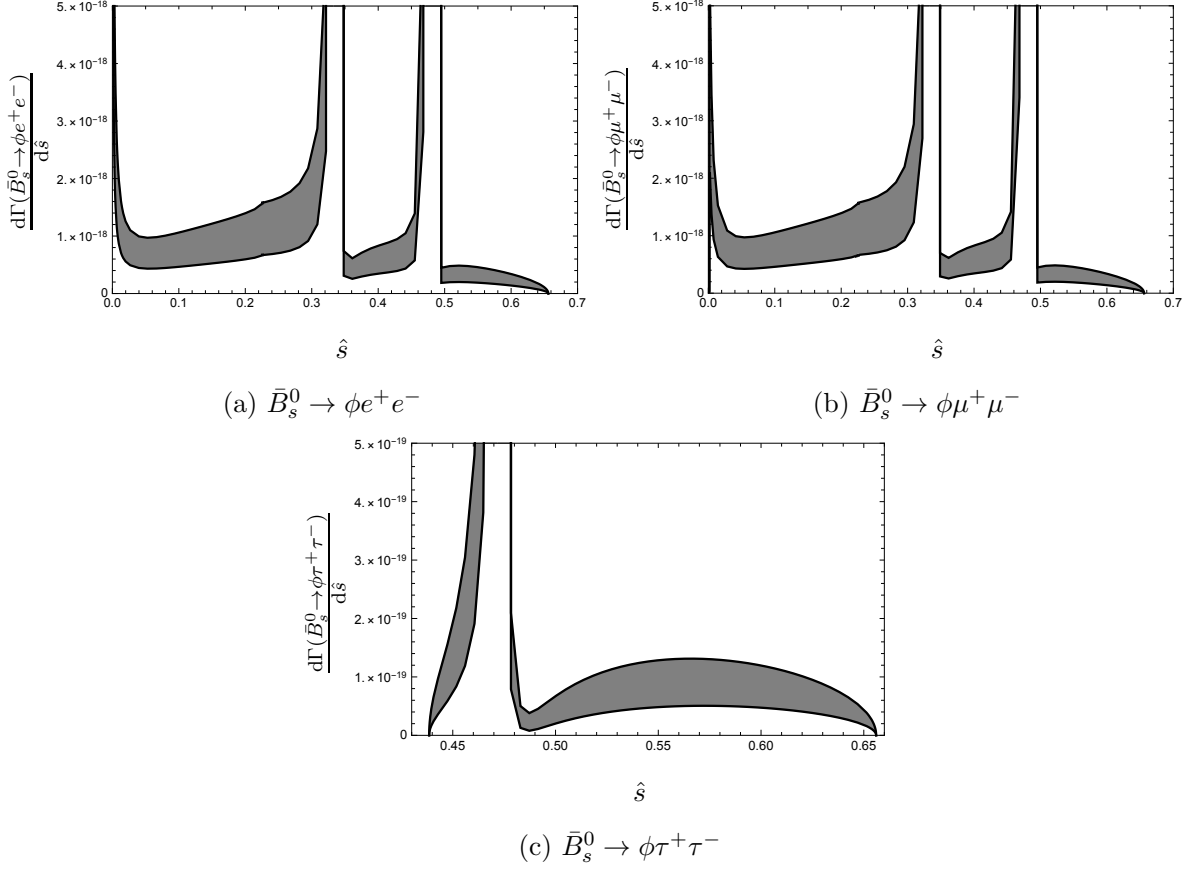 5. × 10⁻¹⁸
4. × 10⁻¹⁸
3. × 10⁻¹⁸
2. × 10⁻¹⁸
1. × 10⁻¹⁸
0
0.0 0.1 0.2 0.3 0.4 0.5 0.6 0.7
dΓ(B̄⁰ₛ→ϕe⁺e⁻)
dŝ
ŝ
(a) B̄⁰ₛ → ϕe⁺e⁻
5. × 10⁻¹⁸
4. × 10⁻¹⁸
3. × 10⁻¹⁸
2. × 10⁻¹⁸
1. × 10⁻¹⁸
0
0.0 0.1 0.2 0.3 0.4 0.5 0.6 0.7
dΓ(B̄⁰ₛ→ϕμ⁺μ⁻)
dŝ
ŝ
(b) B̄⁰ₛ → ϕμ⁺μ⁻
5. × 10⁻¹⁹
4. × 10⁻¹⁹
3. × 10⁻¹⁹
2. × 10⁻¹⁹
1. × 10⁻¹⁹
0
0.45 0.50 0.55 0.60 0.65
dΓ(B̄⁰ₛ→ϕτ⁺τ⁻)
dŝ
ŝ
(c) B̄⁰ₛ → ϕτ⁺τ⁻